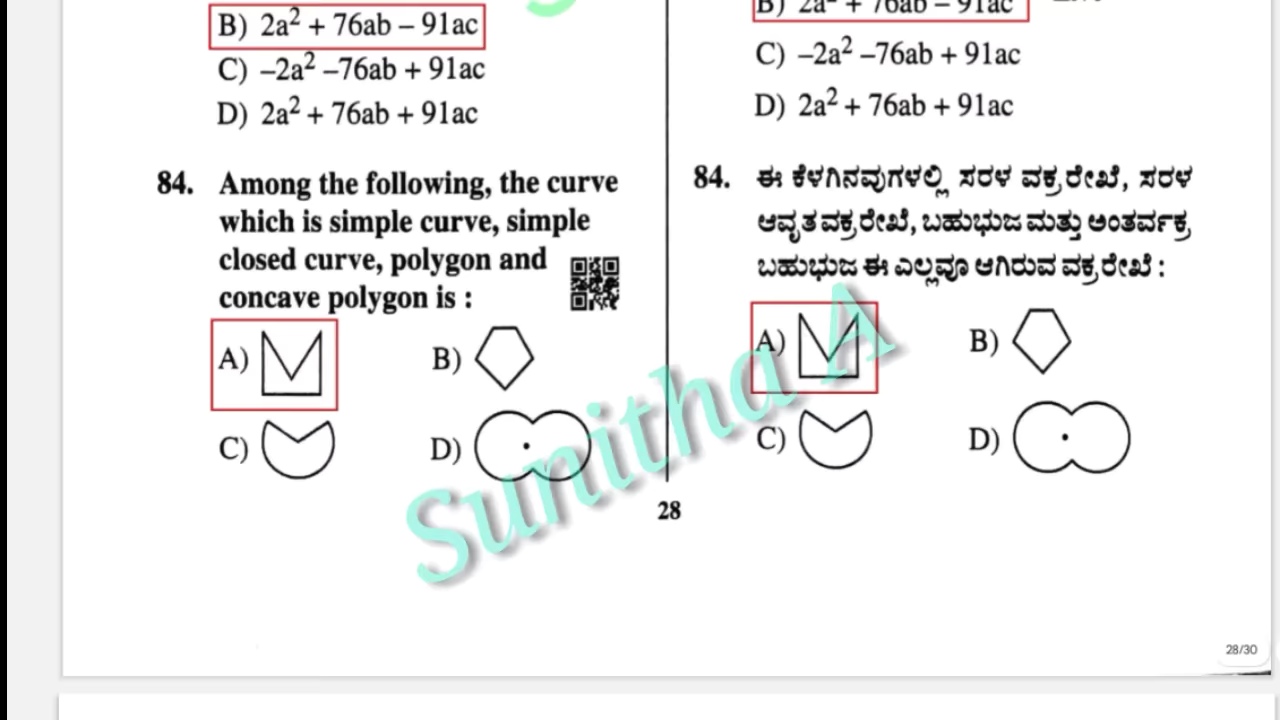 B) 2a² + 76ab – 91ac
C) –2a² –76ab + 91ac
D) 2a² + 76ab + 91ac
84. Among the following, the curve
which is simple curve, simple
closed curve, polygon and
concave polygon is :
A)
B)
C)
D)
B) 2a² + 76ab – 91ac
C) –2a² –76ab + 91ac
D) 2a² + 76ab + 91ac
84. ಈ ಕೆಳಗಿನವುಗಳಲ್ಲಿ ಸರಳ ವಕ್ರರೇಖೆ, ಸರಳ
ಆವೃತ ವಕ್ರರೇಖೆ, ಬಹುಭುಜ ಮತ್ತು ಅಂತರ್ವಕ್ರ
ಬಹುಭುಜ ಈ ಎಲ್ಲವೂ ಆಗಿರುವ ವಕ್ರರೇಖೆ :
A)
B)
C)
D)
Sunitha A
28
28/30